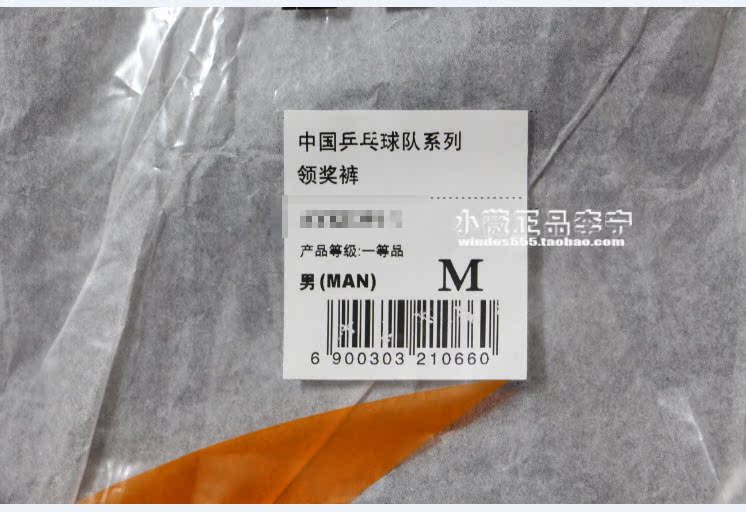 中国乒乓球队系列
领奖裤
小薇正品李宁
windes555.taobao.com
产品等级:一等品
男(MAN)
M
6 900303 210660